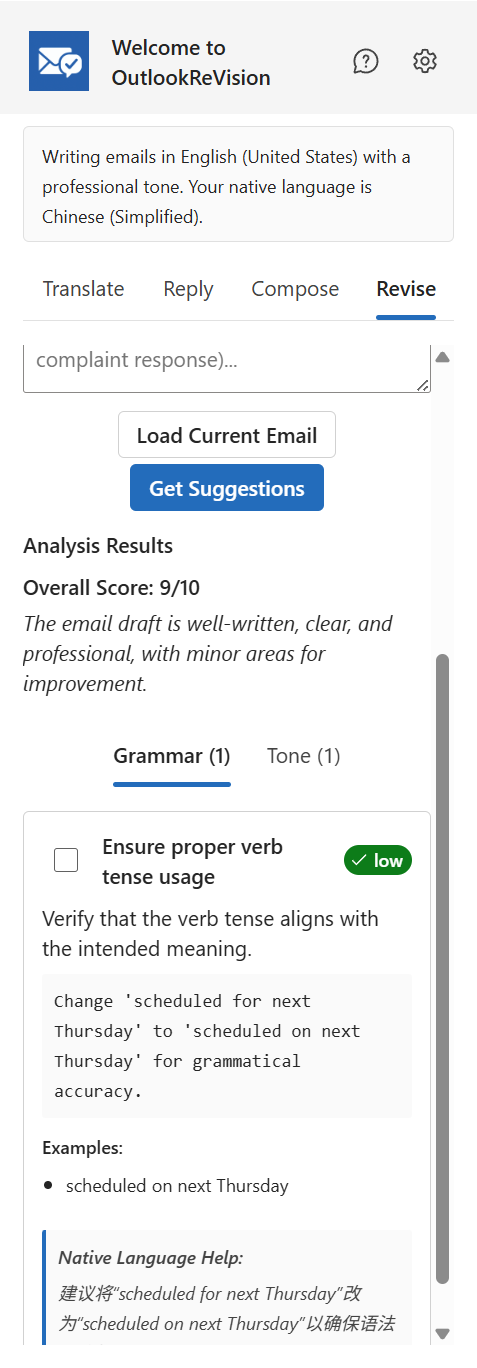 Welcome to
OutlookReVision
Writing emails in English (United States) with a
professional tone. Your native language is
Chinese (Simplified).
Translate Reply Compose Revise
complaint response)...
Load Current Email
Get Suggestions
Analysis Results
Overall Score: 9/10
The email draft is well-written, clear, and
professional, with minor areas for
improvement.
Grammar (1) Tone (1)
Ensure proper verb
tense usage
low
Verify that the verb tense aligns with
the intended meaning.
Change 'scheduled for next
Thursday' to 'scheduled on next
Thursday' for grammatical
accuracy.
Examples:
• scheduled on next Thursday
Native Language Help:
建议将“scheduled for next Thursday”改
为“scheduled on next Thursday”以确保语法